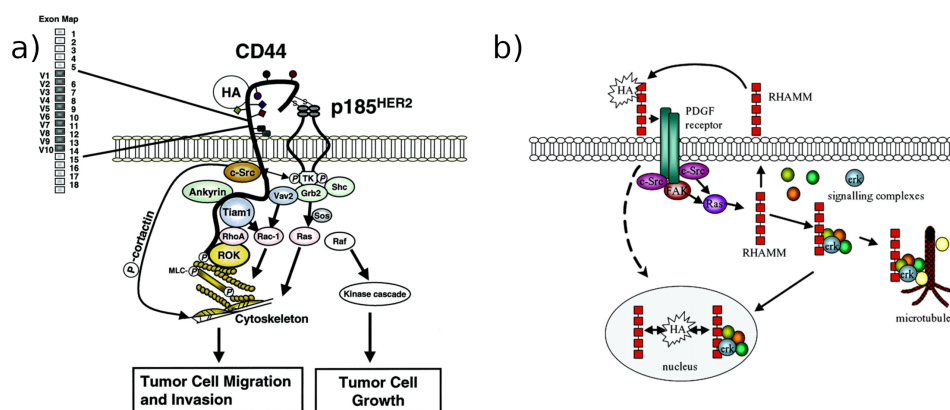 a)
Exon Map
1
2
3
4
5
V1
V2 6
V3 7
V4 8
V5 9
V6 10
V7 11
V8 12
V9 13
V10 14
15
16
17
18
CD44
HA
S S
p185HER2
c-Src
P TK P
Ankyrin
Vav2
Grb2
Shc
Tiam1
Sos
RhoA
Rac-1
Ras
Raf
ROK
P
MLC-P
P
P-cortactin
Kinase cascade
Cytoskeleton
Tumor Cell Migration
and Invasion
Tumor Cell
Growth
b)
HA
PDGF
receptor
RHAMM
c-Src
c-Src
FAK
Ras
erk
signalling complexes
RHAMM
erk
erk
microtubule
HA
erk
nucleus